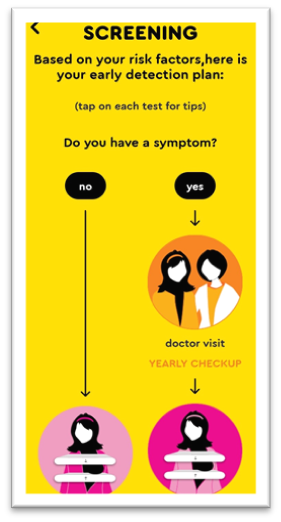 SCREENING
Based on your risk factors,here is
your early detection plan:
(tap on each test for tips)
Do you have a symptom?
no
yes
doctor visit
YEARLY CHECKUP